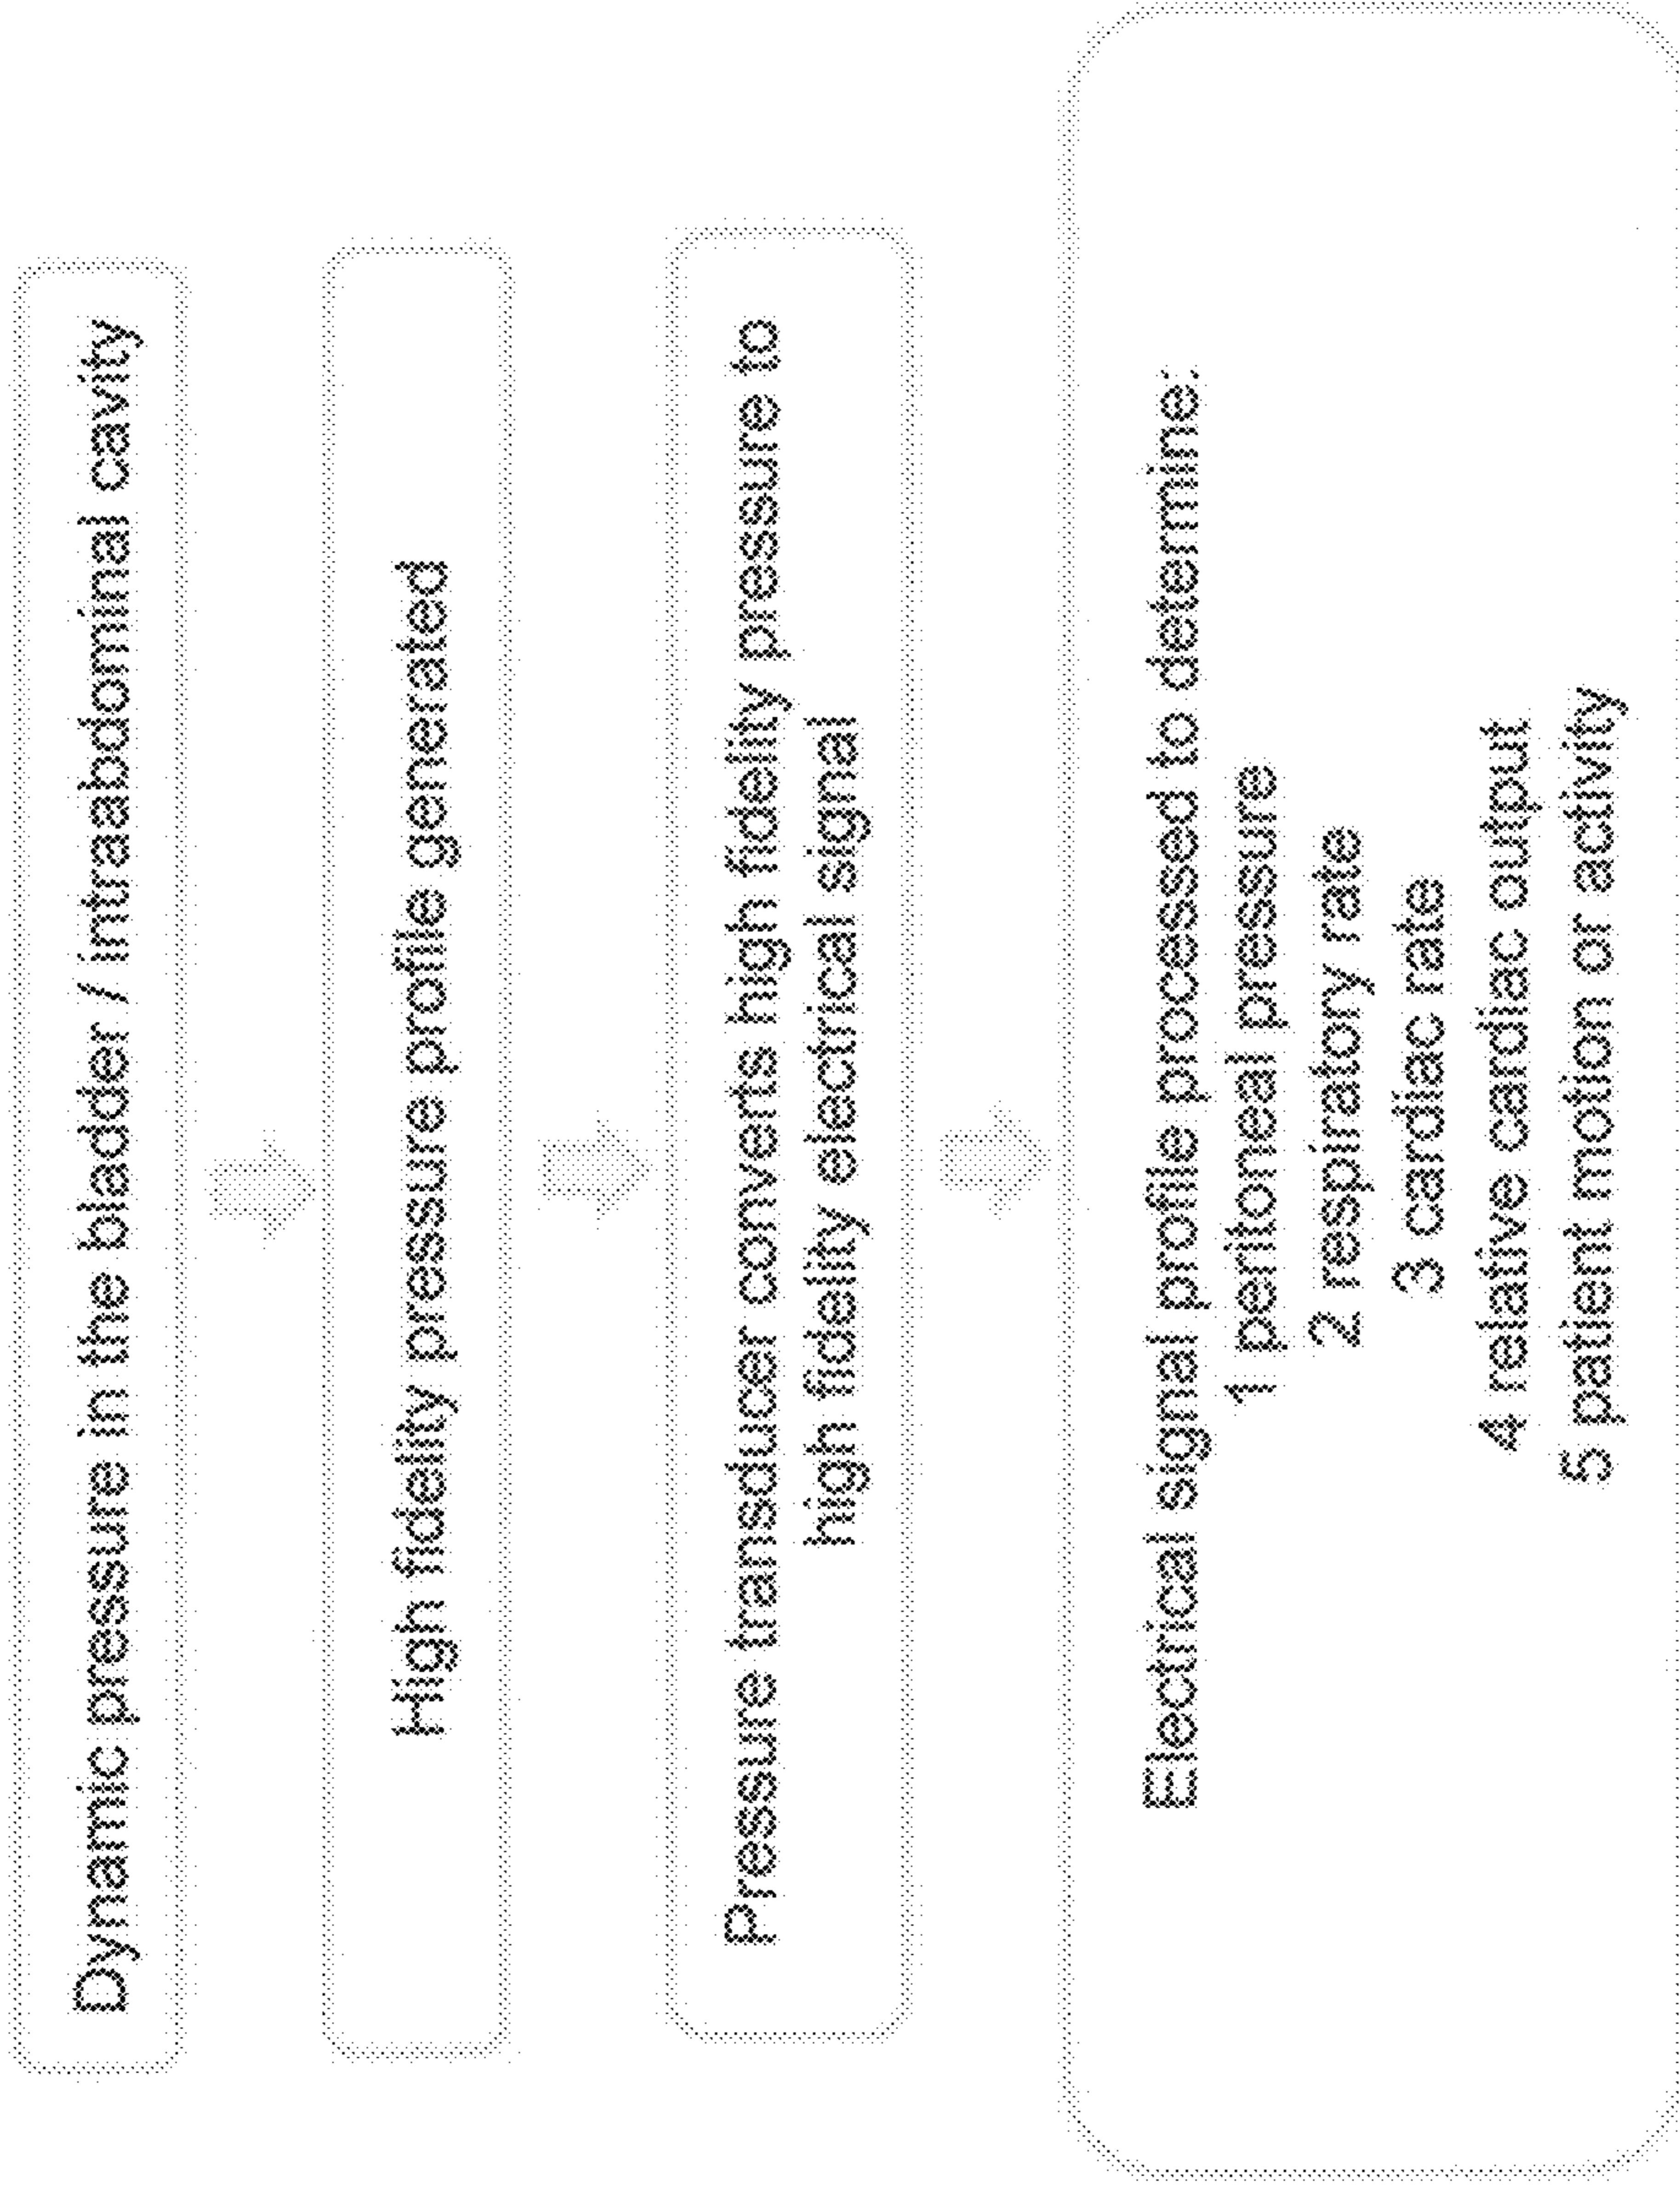 Dynamic pressure in the bladder / intraabdominal cavity
High fidelity pressure profile generated
Pressure transducer converts high fidelity pressure to
high fidelity electrical signal
Electrical signal profile processed to determine:
1 peritoneal pressure
2 respiratory rate
3 cardiac rate
4 relative cardiac output
5 patient motion or activity